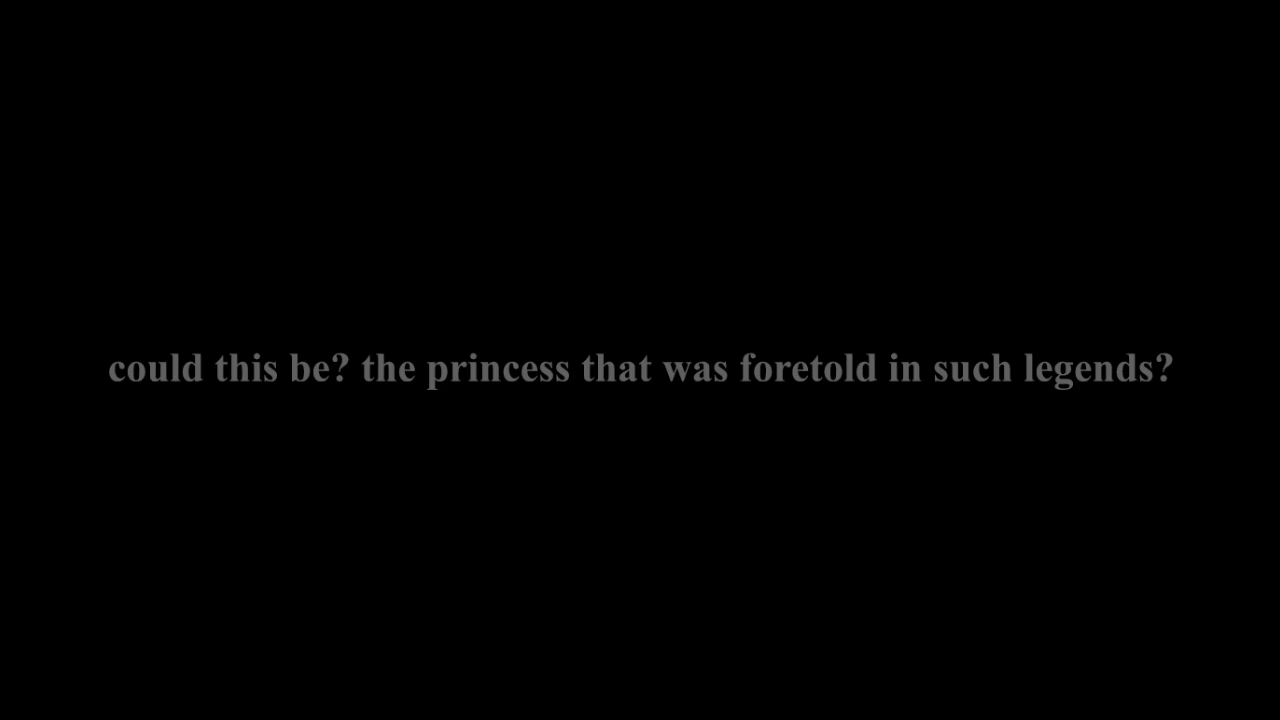 could this be? the princess that was foretold in such legends?